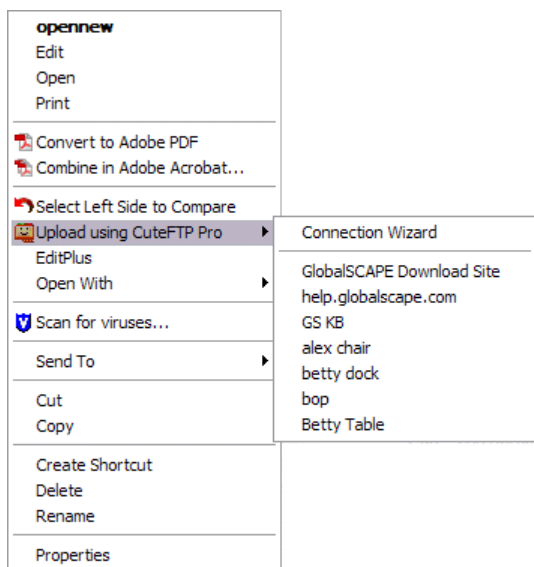 opennew
Edit
Open
Print
Convert to Adobe PDF
Combine in Adobe Acrobat...
Select Left Side to Compare
Upload using CuteFTP Pro
EditPlus
Open With
Scan for viruses...
Send To
Cut
Copy
Create Shortcut
Delete
Rename
Properties
Connection Wizard
GlobalSCAPE Download Site
help.globalscape.com
GS KB
alex chair
betty dock
bop
Betty Table